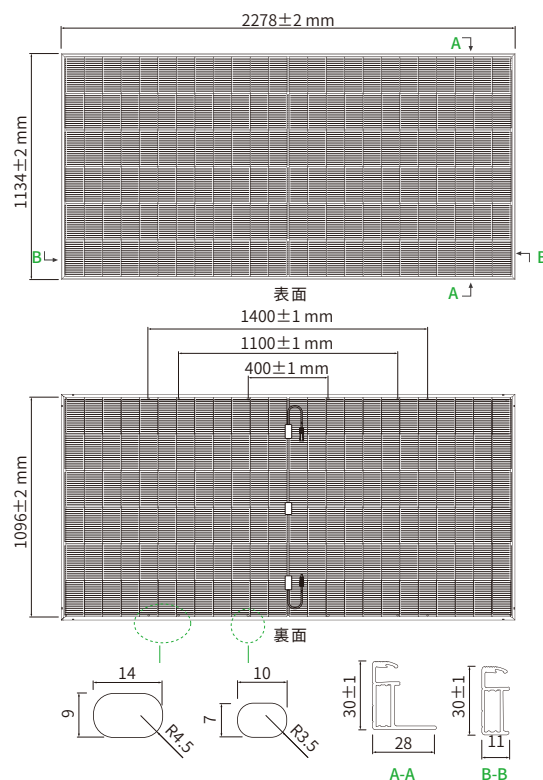 2278±2 mm
A
1134±2 mm
B
B
A
表面
1400±1 mm
1100±1 mm
400±1 mm
1096±2 mm
裏面
14
9
R4.5
10
7
R3.5
30±1
28
A-A
30±1
11
B-B